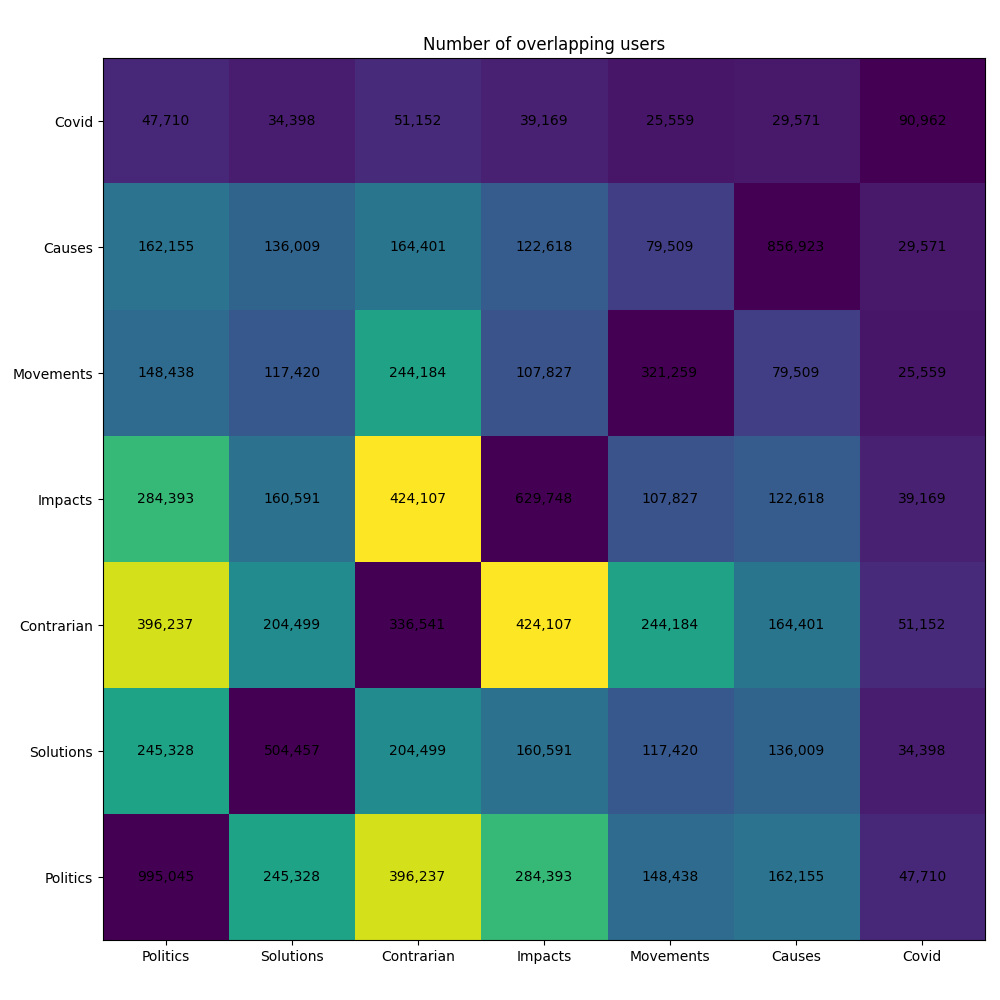 Number of overlapping users
Covid 47,710 34,398 51,152 39,169 25,559 29,571 90,962
Causes 162,155 136,009 164,401 122,618 79,509 856,923 29,571
Movements 148,438 117,420 244,184 107,827 321,259 79,509 25,559
Impacts 284,393 160,591 424,107 629,748 107,827 122,618 39,169
Contrarian 396,237 204,499 336,541 424,107 244,184 164,401 51,152
Solutions 245,328 504,457 204,499 160,591 117,420 136,009 34,398
Politics 995,045 245,328 396,237 284,393 148,438 162,155 47,710
Politics Solutions Contrarian Impacts Movements Causes Covid